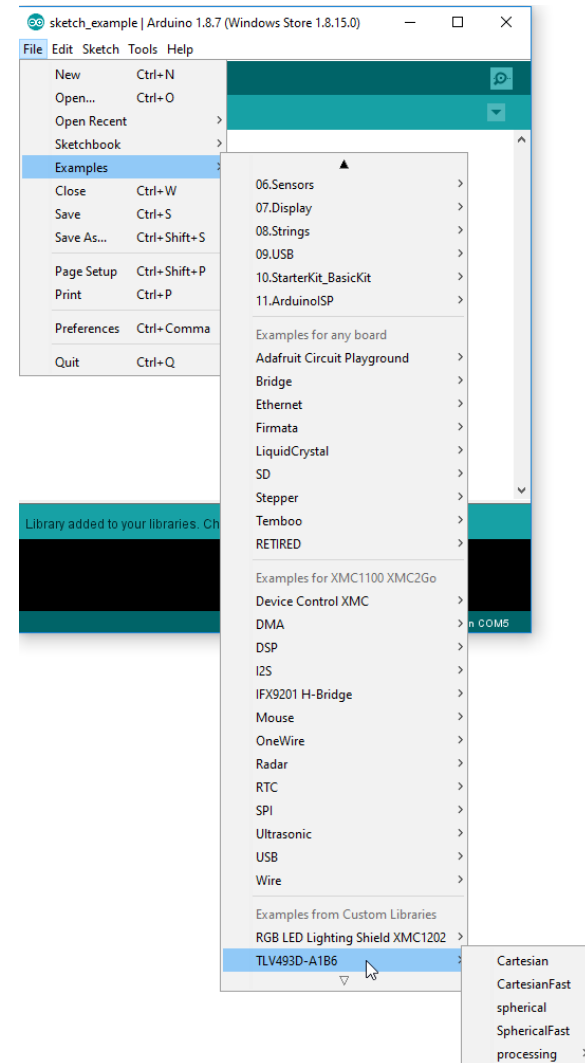 sketch_example | Arduino 1.8.7 (Windows Store 1.8.15.0)
File Edit Sketch Tools Help
New Ctrl+N
Open... Ctrl+O
Open Recent
Sketchbook
Examples
Close Ctrl+W
Save Ctrl+S
Save As... Ctrl+Shift+S
Page Setup Ctrl+Shift+P
Print Ctrl+P
Preferences Ctrl+Comma
Quit Ctrl+Q
06.Sensors
07.Display
08.Strings
09.USB
10.StarterKit_BasicKit
11.ArduinoISP
Examples for any board
Adafruit Circuit Playground
Bridge
Ethernet
Firmata
LiquidCrystal
SD
Stepper
Temboo
RETIRED
Examples for XMC1100 XMC2Go
Device Control XMC
DMA
DSP
I2S
IFX9201 H-Bridge
Mouse
OneWire
Radar
RTC
SPI
Ultrasonic
USB
Wire
Examples from Custom Libraries
RGB LED Lighting Shield XMC1202
TLV493D-A1B6
Cartesian
CartesianFast
spherical
SphericalFast
processing
Library added to your libraries. Ch
n COM5